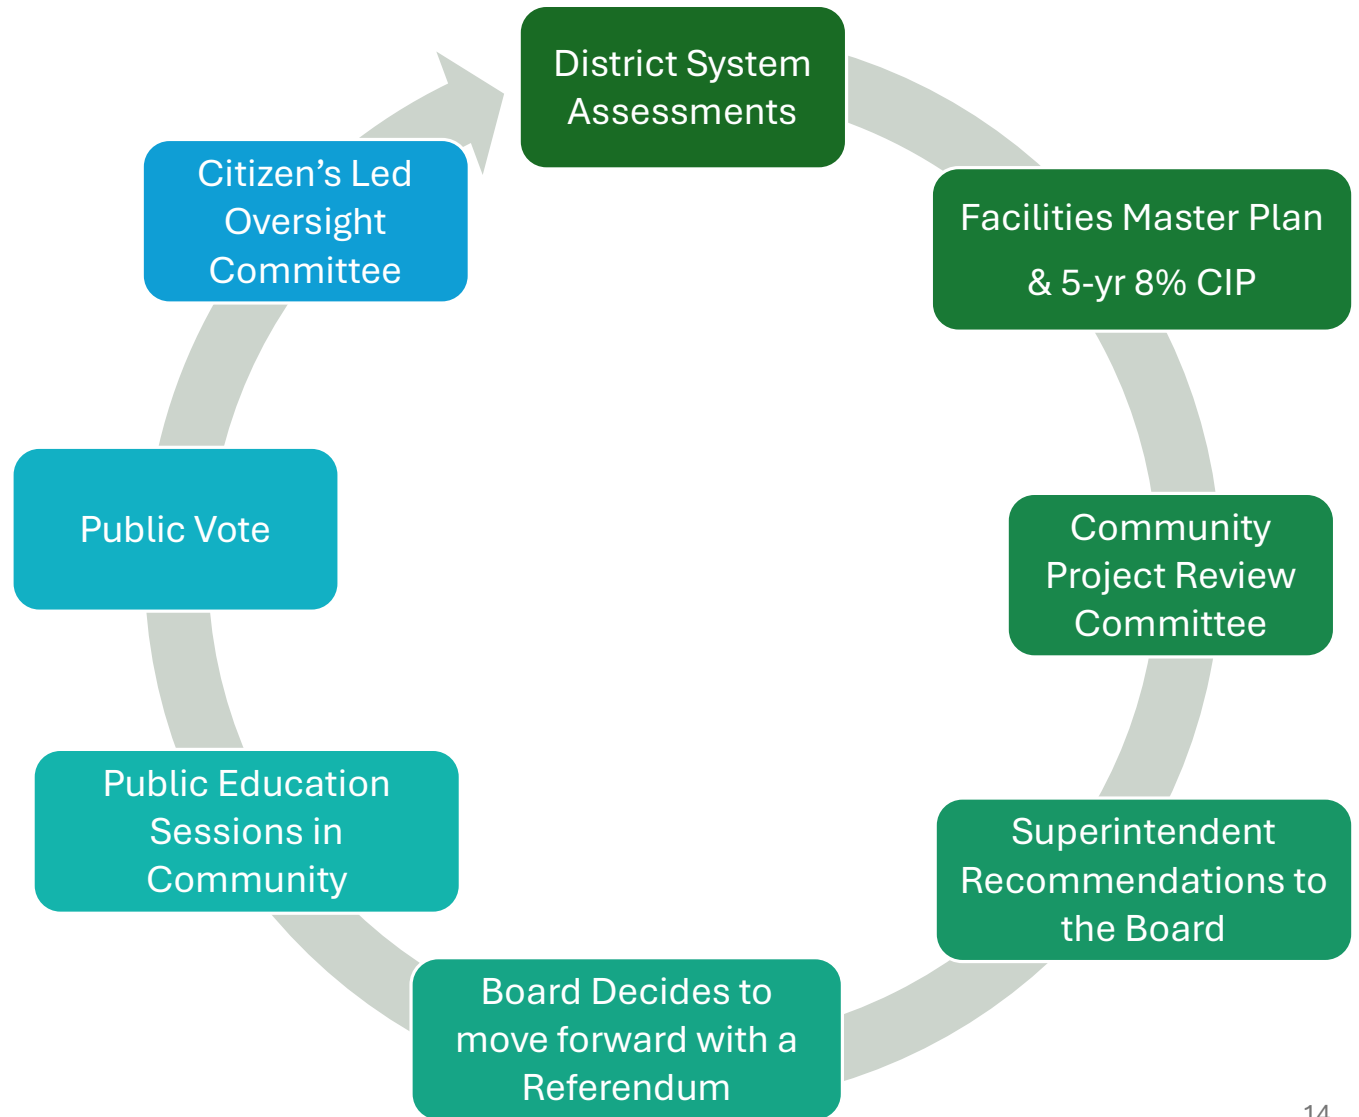 District System
Assessments
Facilities Master Plan
& 5-yr 8% CIP
Community
Project Review
Committee
Superintendent
Recommendations to
the Board
Board Decides to
move forward with a
Referendum
Public Education
Sessions in
Community
Public Vote
Citizen’s Led
Oversight
Committee
14